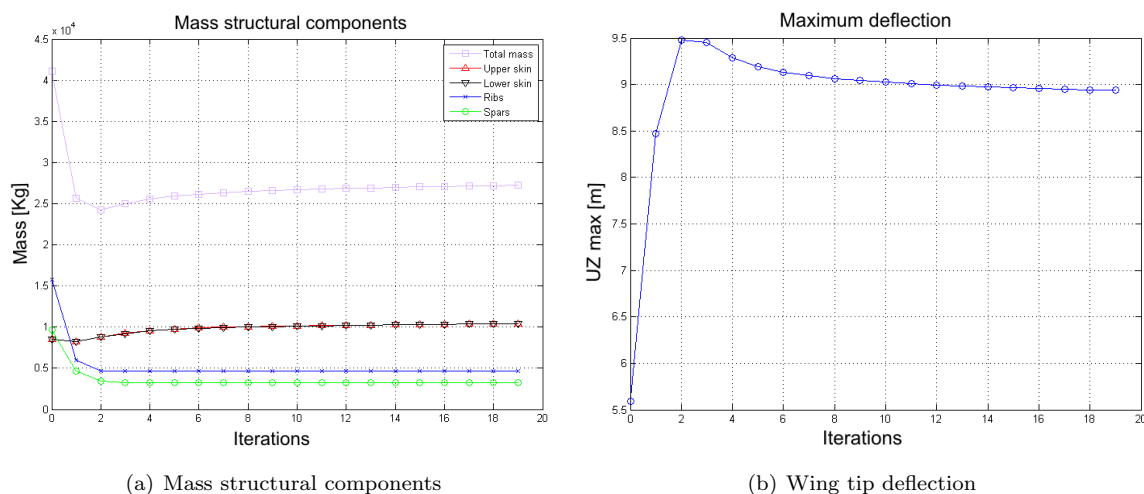 Mass structural components
x 10⁴
4.5
4
3.5
3
2.5
2
1.5
1
0.5
0
Mass [Kg]
Total mass
Upper skin
Lower skin
Ribs
Spars
0 2 4 6 8 10 12 14 16 18 20
Iterations
(a) Mass structural components
Maximum deflection
9.5
9
8.5
8
7.5
7
6.5
6
5.5
UZ max [m]
0 2 4 6 8 10 12 14 16 18 20
Iterations
(b) Wing tip deflection